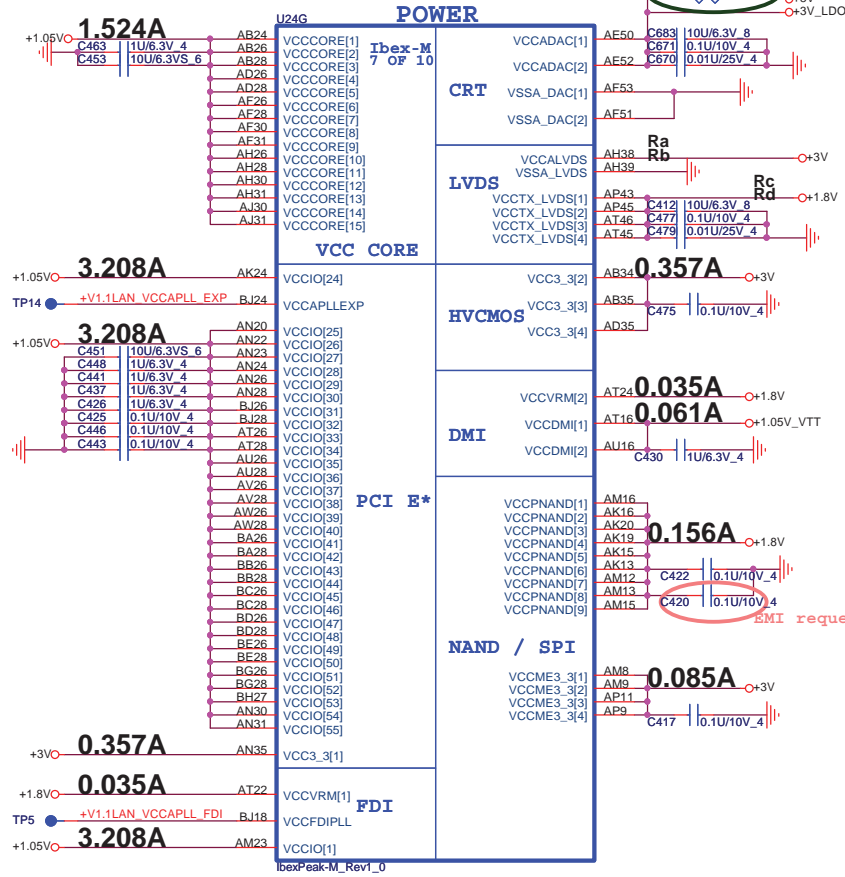 POWER
U24G
+3V_LDO
+1.05V
1.524A
C463 1U/6.3V_4
C453 10U/6.3VS_6
AB24 VCCCORE[1]
AB26 VCCCORE[2]
AB28 VCCCORE[3]
AD26 VCCCORE[4]
AD28 VCCCORE[5]
AF26 VCCCORE[6]
AF28 VCCCORE[7]
AF30 VCCCORE[8]
AF31 VCCCORE[9]
AH26 VCCCORE[10]
AH28 VCCCORE[11]
AH30 VCCCORE[12]
AH31 VCCCORE[13]
AJ30 VCCCORE[14]
AJ31 VCCCORE[15]
Ibex-M
7 OF 10
VCC CORE
CRT
VCCADAC[1] AE50
VCCADAC[2] AE52
VSSA_DAC[1] AF53
VSSA_DAC[2] AF51
C683 10U/6.3V_8
C671 0.1U/10V_4
C670 0.01U/25V_4
LVDS
VCCALVDS AH38
VSSA_LVDS AH39
Ra
Rb
+3V
VCCTX_LVDS[1] AP43
VCCTX_LVDS[2] AP45
VCCTX_LVDS[3] AT46
VCCTX_LVDS[4] AT45
Rc
Rd
+1.8V
C412 10U/6.3V_8
C477 0.1U/10V_4
C479 0.01U/25V_4
+1.05V
3.208A
AK24 VCCIO[24]
TP14
+V1.1LAN_VCCAPLL_EXP
BJ24 VCCAPLLEXP
HVCMOS
VCC3_3[2] AB34
VCC3_3[3] AB35
VCC3_3[4] AD35
0.357A
+3V
C475 0.1U/10V_4
+1.05V
3.208A
C451 10U/6.3VS_6
C448 1U/6.3V_4
C441 1U/6.3V_4
C437 1U/6.3V_4
C426 1U/6.3V_4
C425 0.1U/10V_4
C446 0.1U/10V_4
C443 0.1U/10V_4
AN20 VCCIO[25]
AN22 VCCIO[26]
AN23 VCCIO[27]
AN24 VCCIO[28]
AN26 VCCIO[29]
AN28 VCCIO[30]
BJ26 VCCIO[31]
BJ28 VCCIO[32]
AT26 VCCIO[33]
AT28 VCCIO[34]
AU26 VCCIO[35]
AU28 VCCIO[36]
AV26 VCCIO[37]
AV28 VCCIO[38]
AW26 VCCIO[39]
AW28 VCCIO[40]
BA26 VCCIO[41]
BA28 VCCIO[42]
BB26 VCCIO[43]
BB28 VCCIO[44]
BC26 VCCIO[45]
BC28 VCCIO[46]
BD26 VCCIO[47]
BD28 VCCIO[48]
BE26 VCCIO[49]
BE28 VCCIO[50]
BG26 VCCIO[51]
BG28 VCCIO[52]
BH27 VCCIO[53]
AN30 VCCIO[54]
AN31 VCCIO[55]
PCI E*
DMI
VCCVRM[2] AT24
0.035A
+1.8V
VCCDMI[1] AT16
0.061A
+1.05V_VTT
VCCDMI[2] AU16
C430 1U/6.3V_4
VCCPNAND[1] AM16
VCCPNAND[2] AK16
VCCPNAND[3] AK20
VCCPNAND[4] AK19
VCCPNAND[5] AK15
VCCPNAND[6] AK13
VCCPNAND[7] AM12
VCCPNAND[8] AM13
VCCPNAND[9] AM15
0.156A
+1.8V
C422 0.1U/10V_4
C420 0.1U/10V_4
EMI reque
NAND / SPI
VCCME3_3[1] AM8
VCCME3_3[2] AM9
VCCME3_3[3] AP11
VCCME3_3[4] AP9
0.085A
+3V
C417 0.1U/10V_4
+3V
0.357A
AN35 VCC3_3[1]
+1.8V
0.035A
AT22 VCCVRM[1]
FDI
TP5
+V1.1LAN_VCCAPLL_FDI
BJ18 VCCFDIPLL
+1.05V
3.208A
AM23 VCCIO[1]
IbexPeak-M_Rev1_0